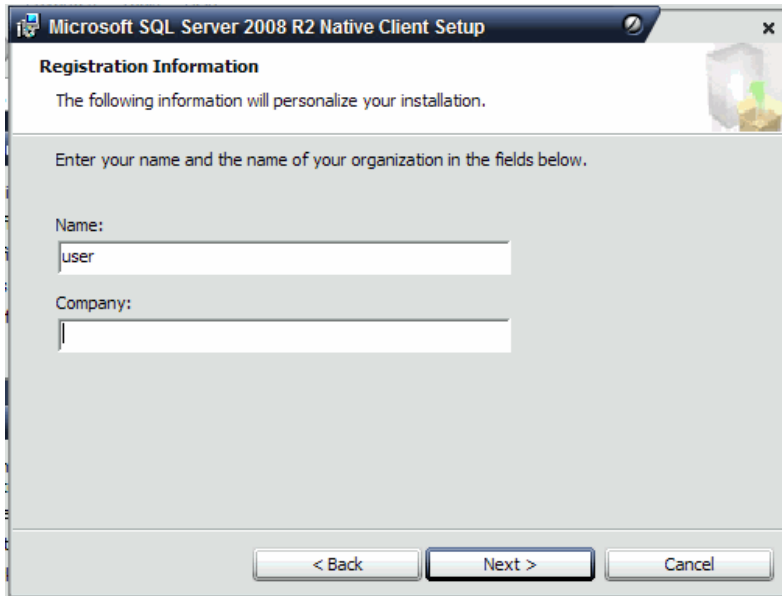 Microsoft SQL Server 2008 R2 Native Client Setup
Registration Information
The following information will personalize your installation.
Enter your name and the name of your organization in the fields below.
Name:
user
Company:
< Back Next > Cancel